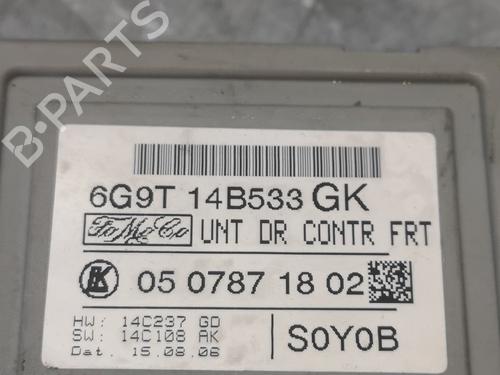 B-PARTS
6G9T 14B533 GK
FoMoCo UNT DR CONTR FRT
05 0787 18 02
HW: 14C237 GD
SW: 14C108 AK
Dat. 15.08.06
S0Y0B